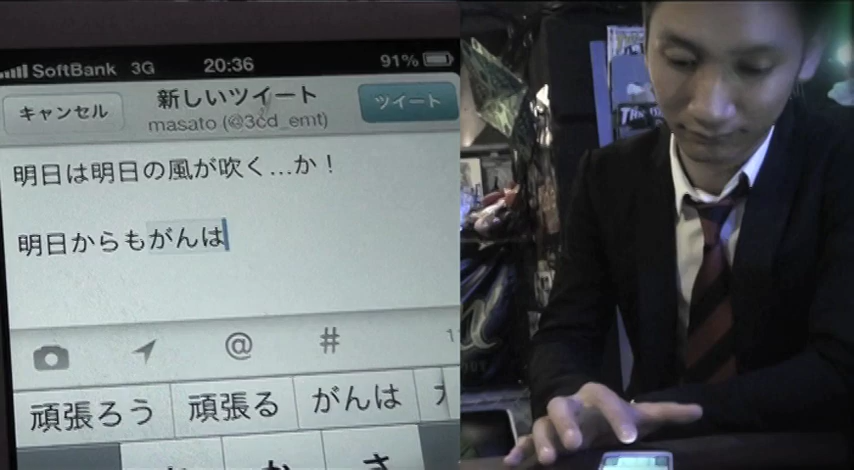 SoftBank 3G 20:36 91%
キャンセル 新しいツイート ツイート
masato (@3cd_emt)
明日は明日の風が吹く…か！
明日からもがんは
@ #
頑張ろう 頑張る がんは
か さ